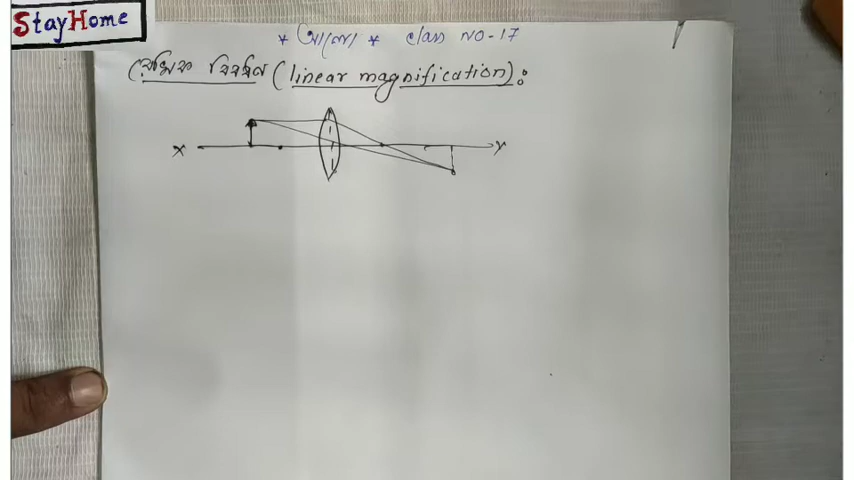 StayHome
* আলো * class NO-17
রৈখিক বিবর্ধন (linear magnification):
X Y